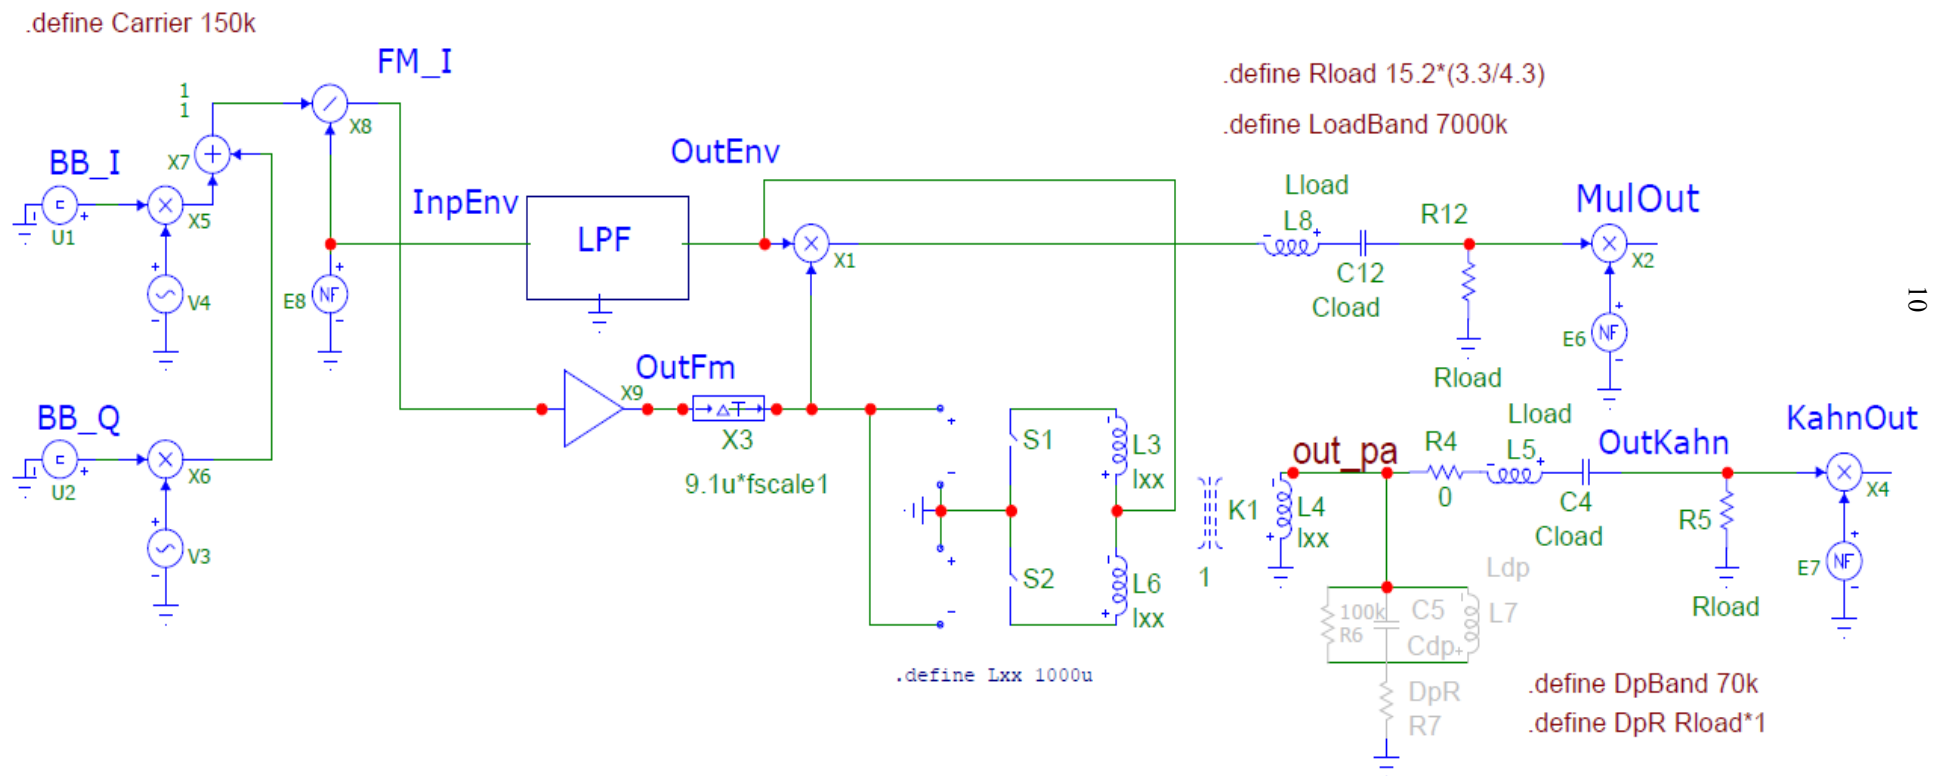 .define Carrier 150k
FM_I
1
1
X8
.define Rload 15.2*(3.3/4.3)
.define LoadBand 7000k
BB_I
X7
+
U1
X5
V4
E8
NF
InpEnv
LPF
OutEnv
X1
Lload
L8
C12
Cload
R12
Rload
MulOut
X2
E6
NF
10
BB_Q
U2
X6
V3
OutFm
X9
X3
9.1u*fscale1
S1
S2
L3
lxx
L6
lxx
K1
1
.define Lxx 1000u
out_pa
L4
lxx
R4
0
Lload
L5
C4
Cload
OutKahn
R5
Rload
KahnOut
X4
E7
NF
100k
R6
C5
Cdp
Ldp
L7
DpR
R7
.define DpBand 70k
.define DpR Rload*1